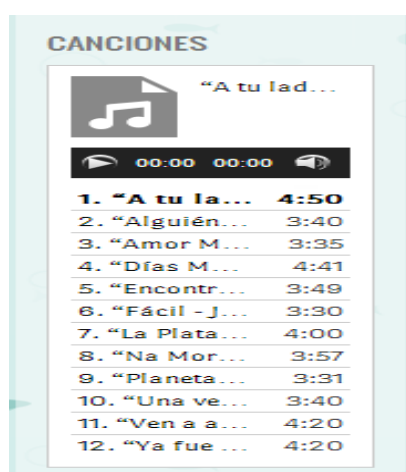 CANCIONES
“A tu lad...
00:00 00:00
1. “A tu la... 4:50
2. “Alguién... 3:40
3. “Amor M... 3:35
4. “Días M... 4:41
5. “Encontr... 3:49
6. “Fácil - J... 3:30
7. “La Plata... 4:00
8. “Na Mor... 3:57
9. “Planeta... 3:31
10. “Una ve... 3:40
11. “Ven a a... 4:20
12. “Ya fue ... 4:20